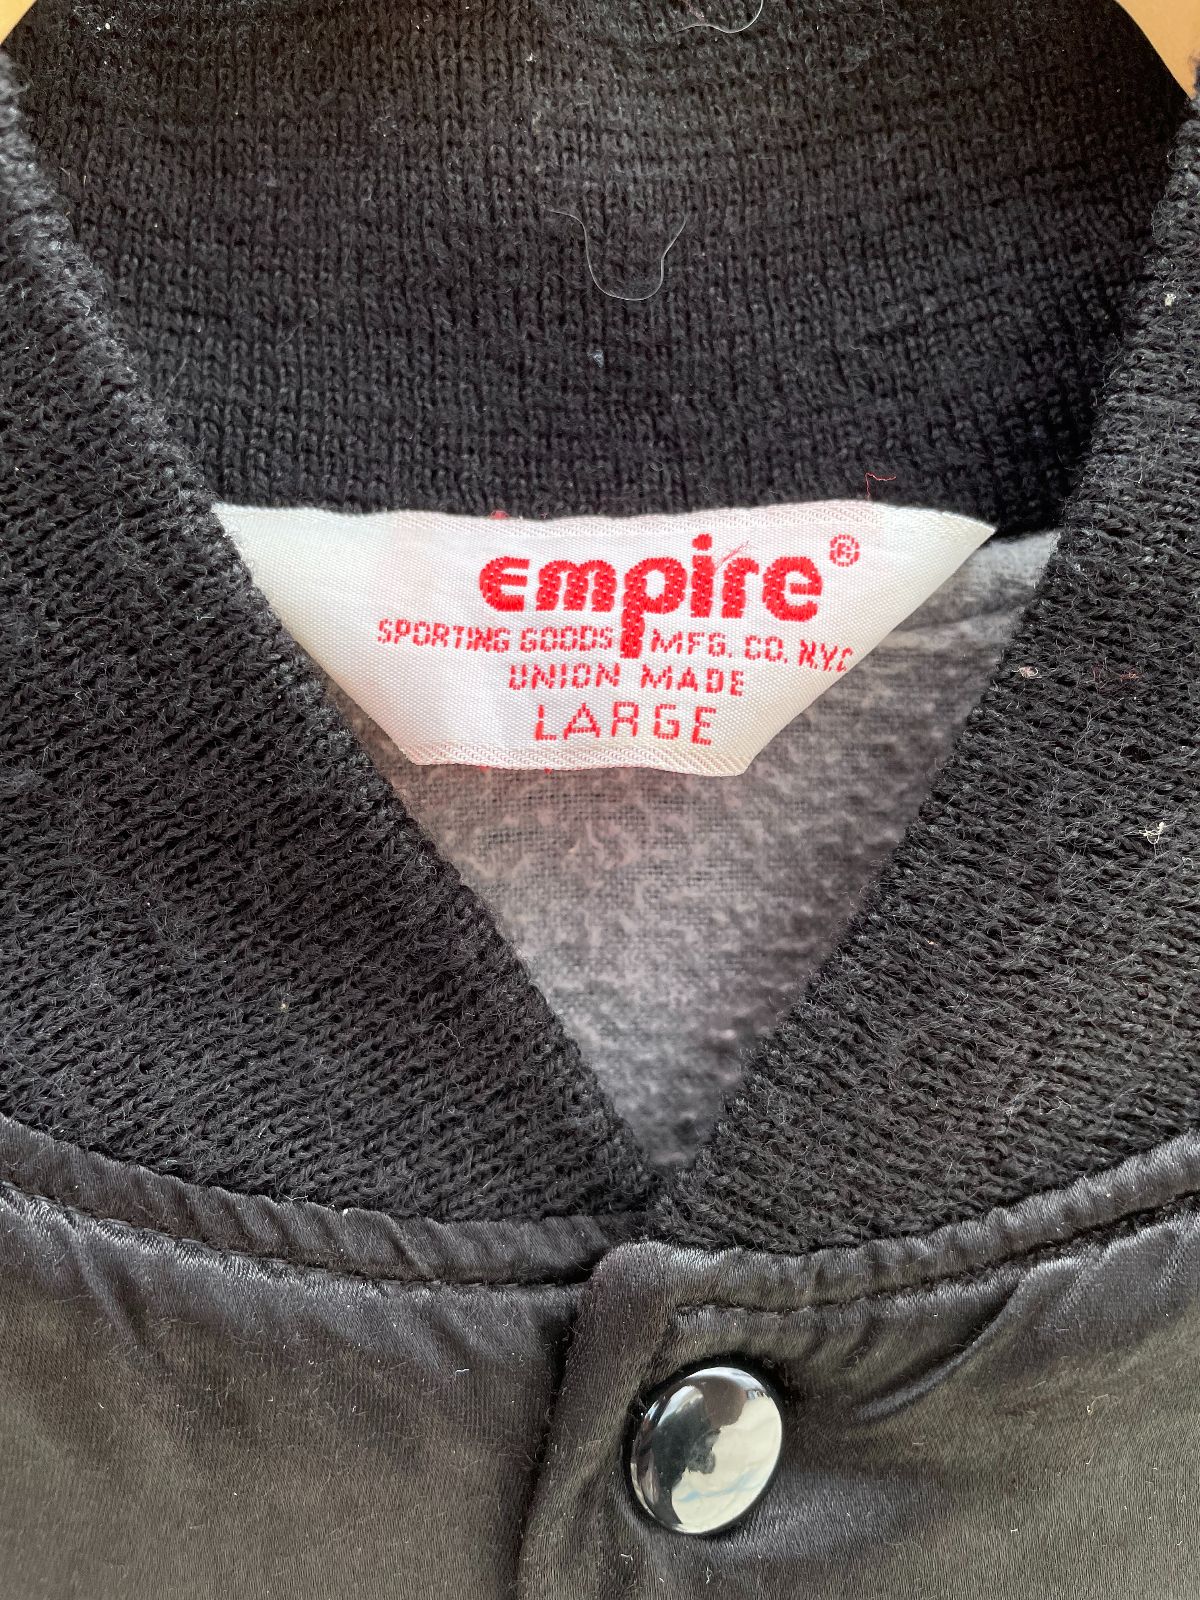 empire®
SPORTING GOODS MFG. CO. N.Y.C
UNION MADE
LARGE